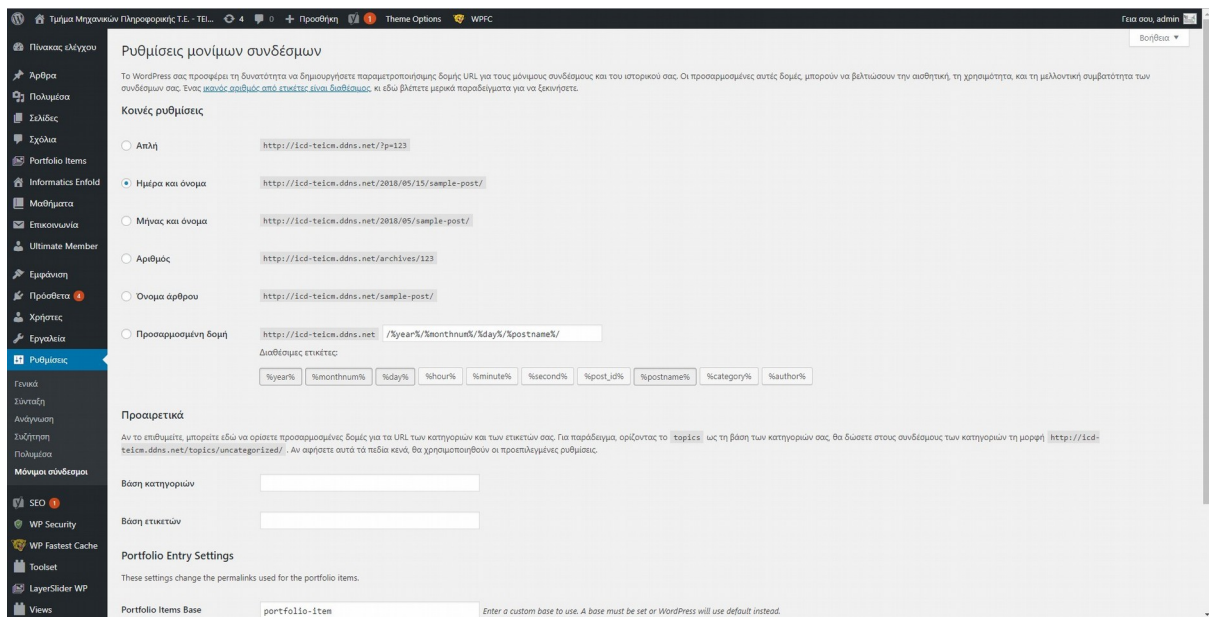 Τμήμα Μηχανικών Πληροφορικής Τ.Ε. - ΤΕΙ... 4 0 Προσθήκη 1 Theme Options WPFC Γεια σου, admin
Βοήθεια
Πίνακας ελέγχου
Άρθρα
Πολυμέσα
Σελίδες
Σχόλια
Portfolio Items
Informatics Enfold
Μαθήματα
Επικοινωνία
Ultimate Member
Εμφάνιση
Πρόσθετα 4
Χρήστες
Εργαλεία
Ρυθμίσεις
Γενικά
Σύνταξη
Ανάγνωση
Συζήτηση
Πολυμέσα
Μόνιμοι σύνδεσμοι
SEO 1
WP Security
WP Fastest Cache
Toolset
LayerSlider WP
Views
Ρυθμίσεις μονίμων συνδέσμων
Το WordPress σας προσφέρει τη δυνατότητα να δημιουργήσετε παραμετροποιήσιμης δομής URL για τους μόνιμους συνδέσμους και του ιστορικού σας. Οι προσαρμοσμένες αυτές δομές, μπορούν να βελτιώσουν την αισθητική, τη χρησιμότητα, και τη μελλοντική συμβατότητα των
συνδέσμων σας. Ένας ικανός αριθμός από ετικέτες είναι διαθέσιμος, κι εδώ βλέπετε μερικά παραδείγματα για να ξεκινήσετε.
Κοινές ρυθμίσεις
Απλή http://icd-teicm.ddns.net/?p=123
Ημέρα και όνομα http://icd-teicm.ddns.net/2018/05/15/sample-post/
Μήνας και όνομα http://icd-teicm.ddns.net/2018/05/sample-post/
Αριθμός http://icd-teicm.ddns.net/archives/123
Όνομα άρθρου http://icd-teicm.ddns.net/sample-post/
Προσαρμοσμένη δομή http://icd-teicm.ddns.net /%year%/%monthnum%/%day%/%postname%/
Διαθέσιμες ετικέτες:
%year% %monthnum% %day% %hour% %minute% %second% %post_id% %postname% %category% %author%
Προαιρετικά
Αν το επιθυμείτε, μπορείτε εδώ να ορίσετε προσαρμοσμένες δομές για τα URL των κατηγοριών και των ετικετών σας. Για παράδειγμα, ορίζοντας το topics ως τη βάση των κατηγοριών σας, θα δώσετε στους συνδέσμους των κατηγοριών τη μορφή http://icd-
teicm.ddns.net/topics/uncategorized/ . Αν αφήσετε αυτά τά πεδία κενά, θα χρησιμοποιηθούν οι προεπιλεγμένες ρυθμίσεις.
Βάση κατηγοριών
Βάση ετικετών
Portfolio Entry Settings
These settings change the permalinks used for the portfolio items.
Portfolio Items Base portfolio-item Enter a custom base to use. A base must be set or WordPress will use default instead.